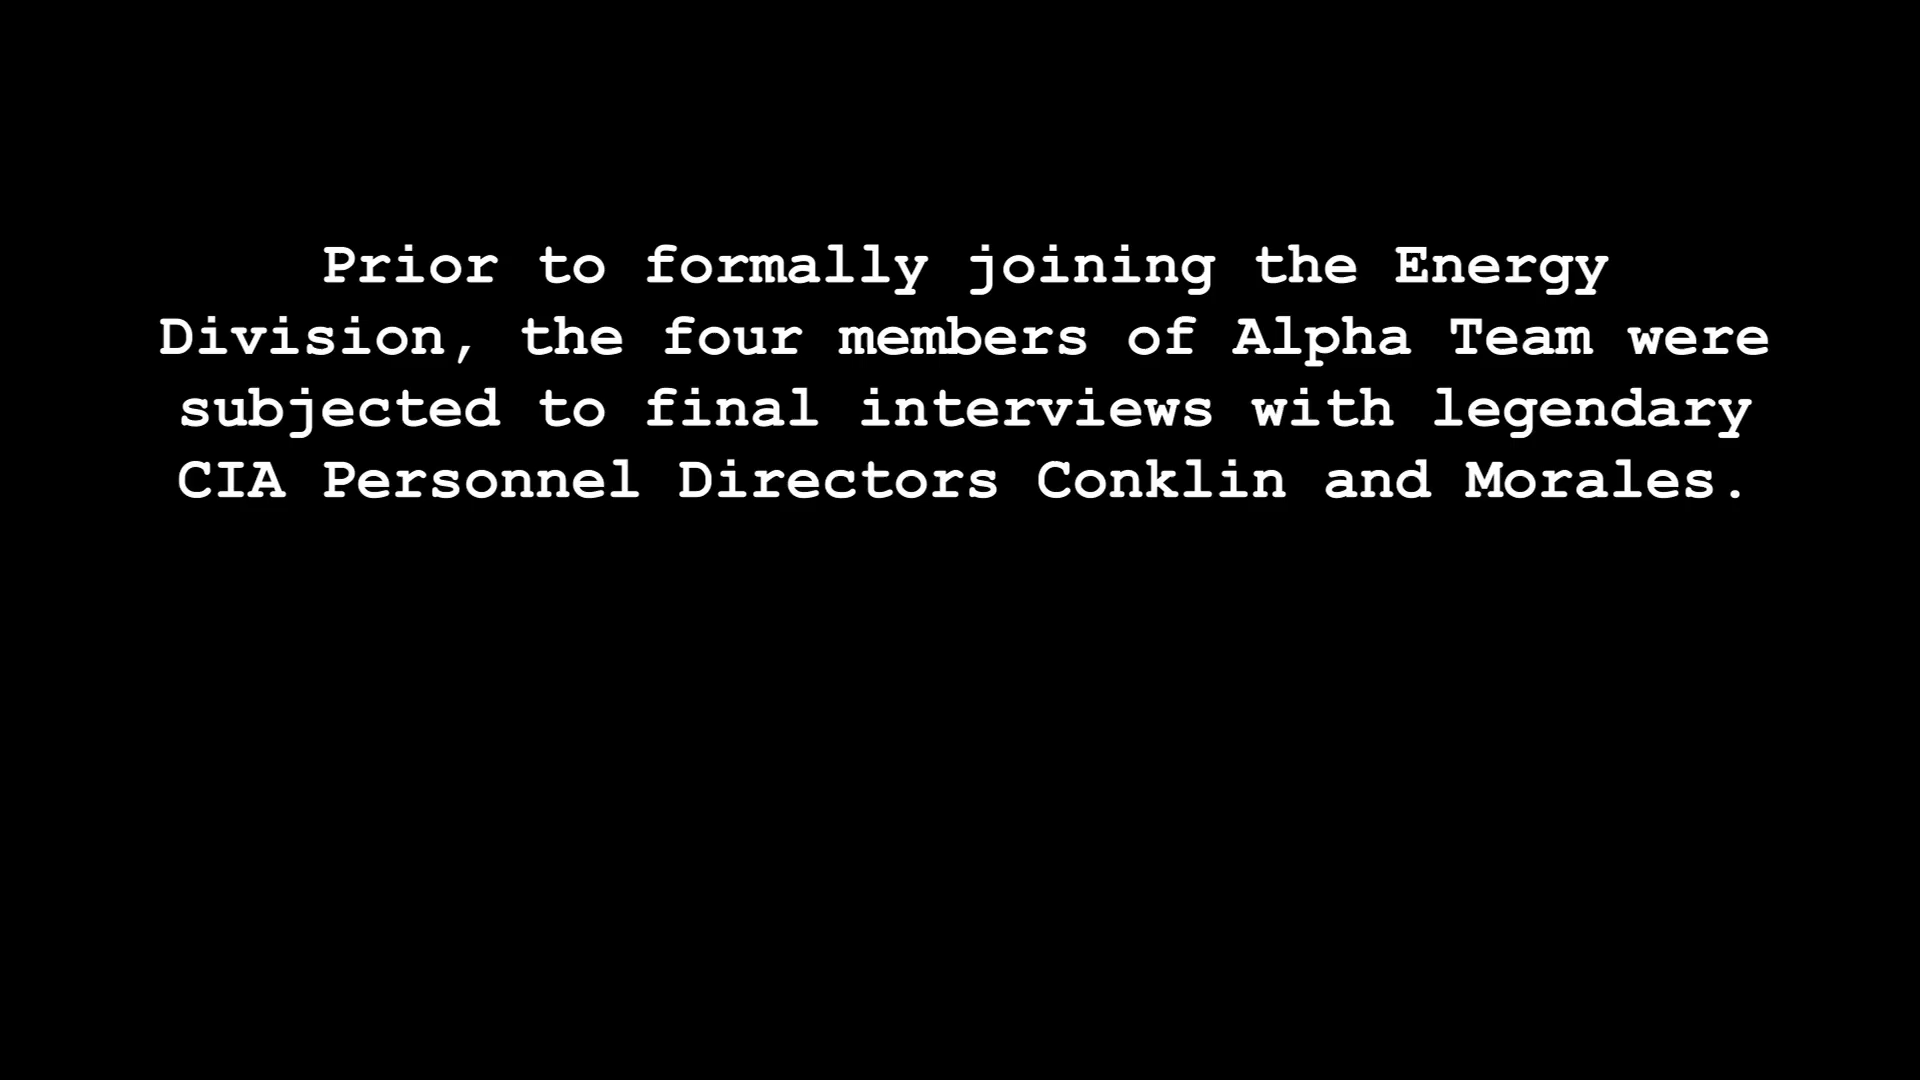 Prior to formally joining the Energy
Division, the four members of Alpha Team were
subjected to final interviews with legendary
CIA Personnel Directors Conklin and Morales.